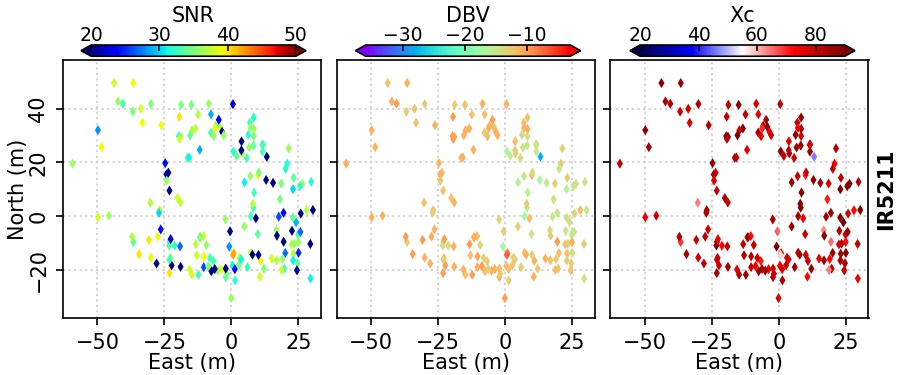 SNR DBV Xc
20 30 40 50 −30 −20 −10 20 40 60 80
North (m)
40
20
0
−20
−50 −25 0 25 −50 −25 0 25 −50 −25 0 25
East (m) East (m) East (m)
IR5211